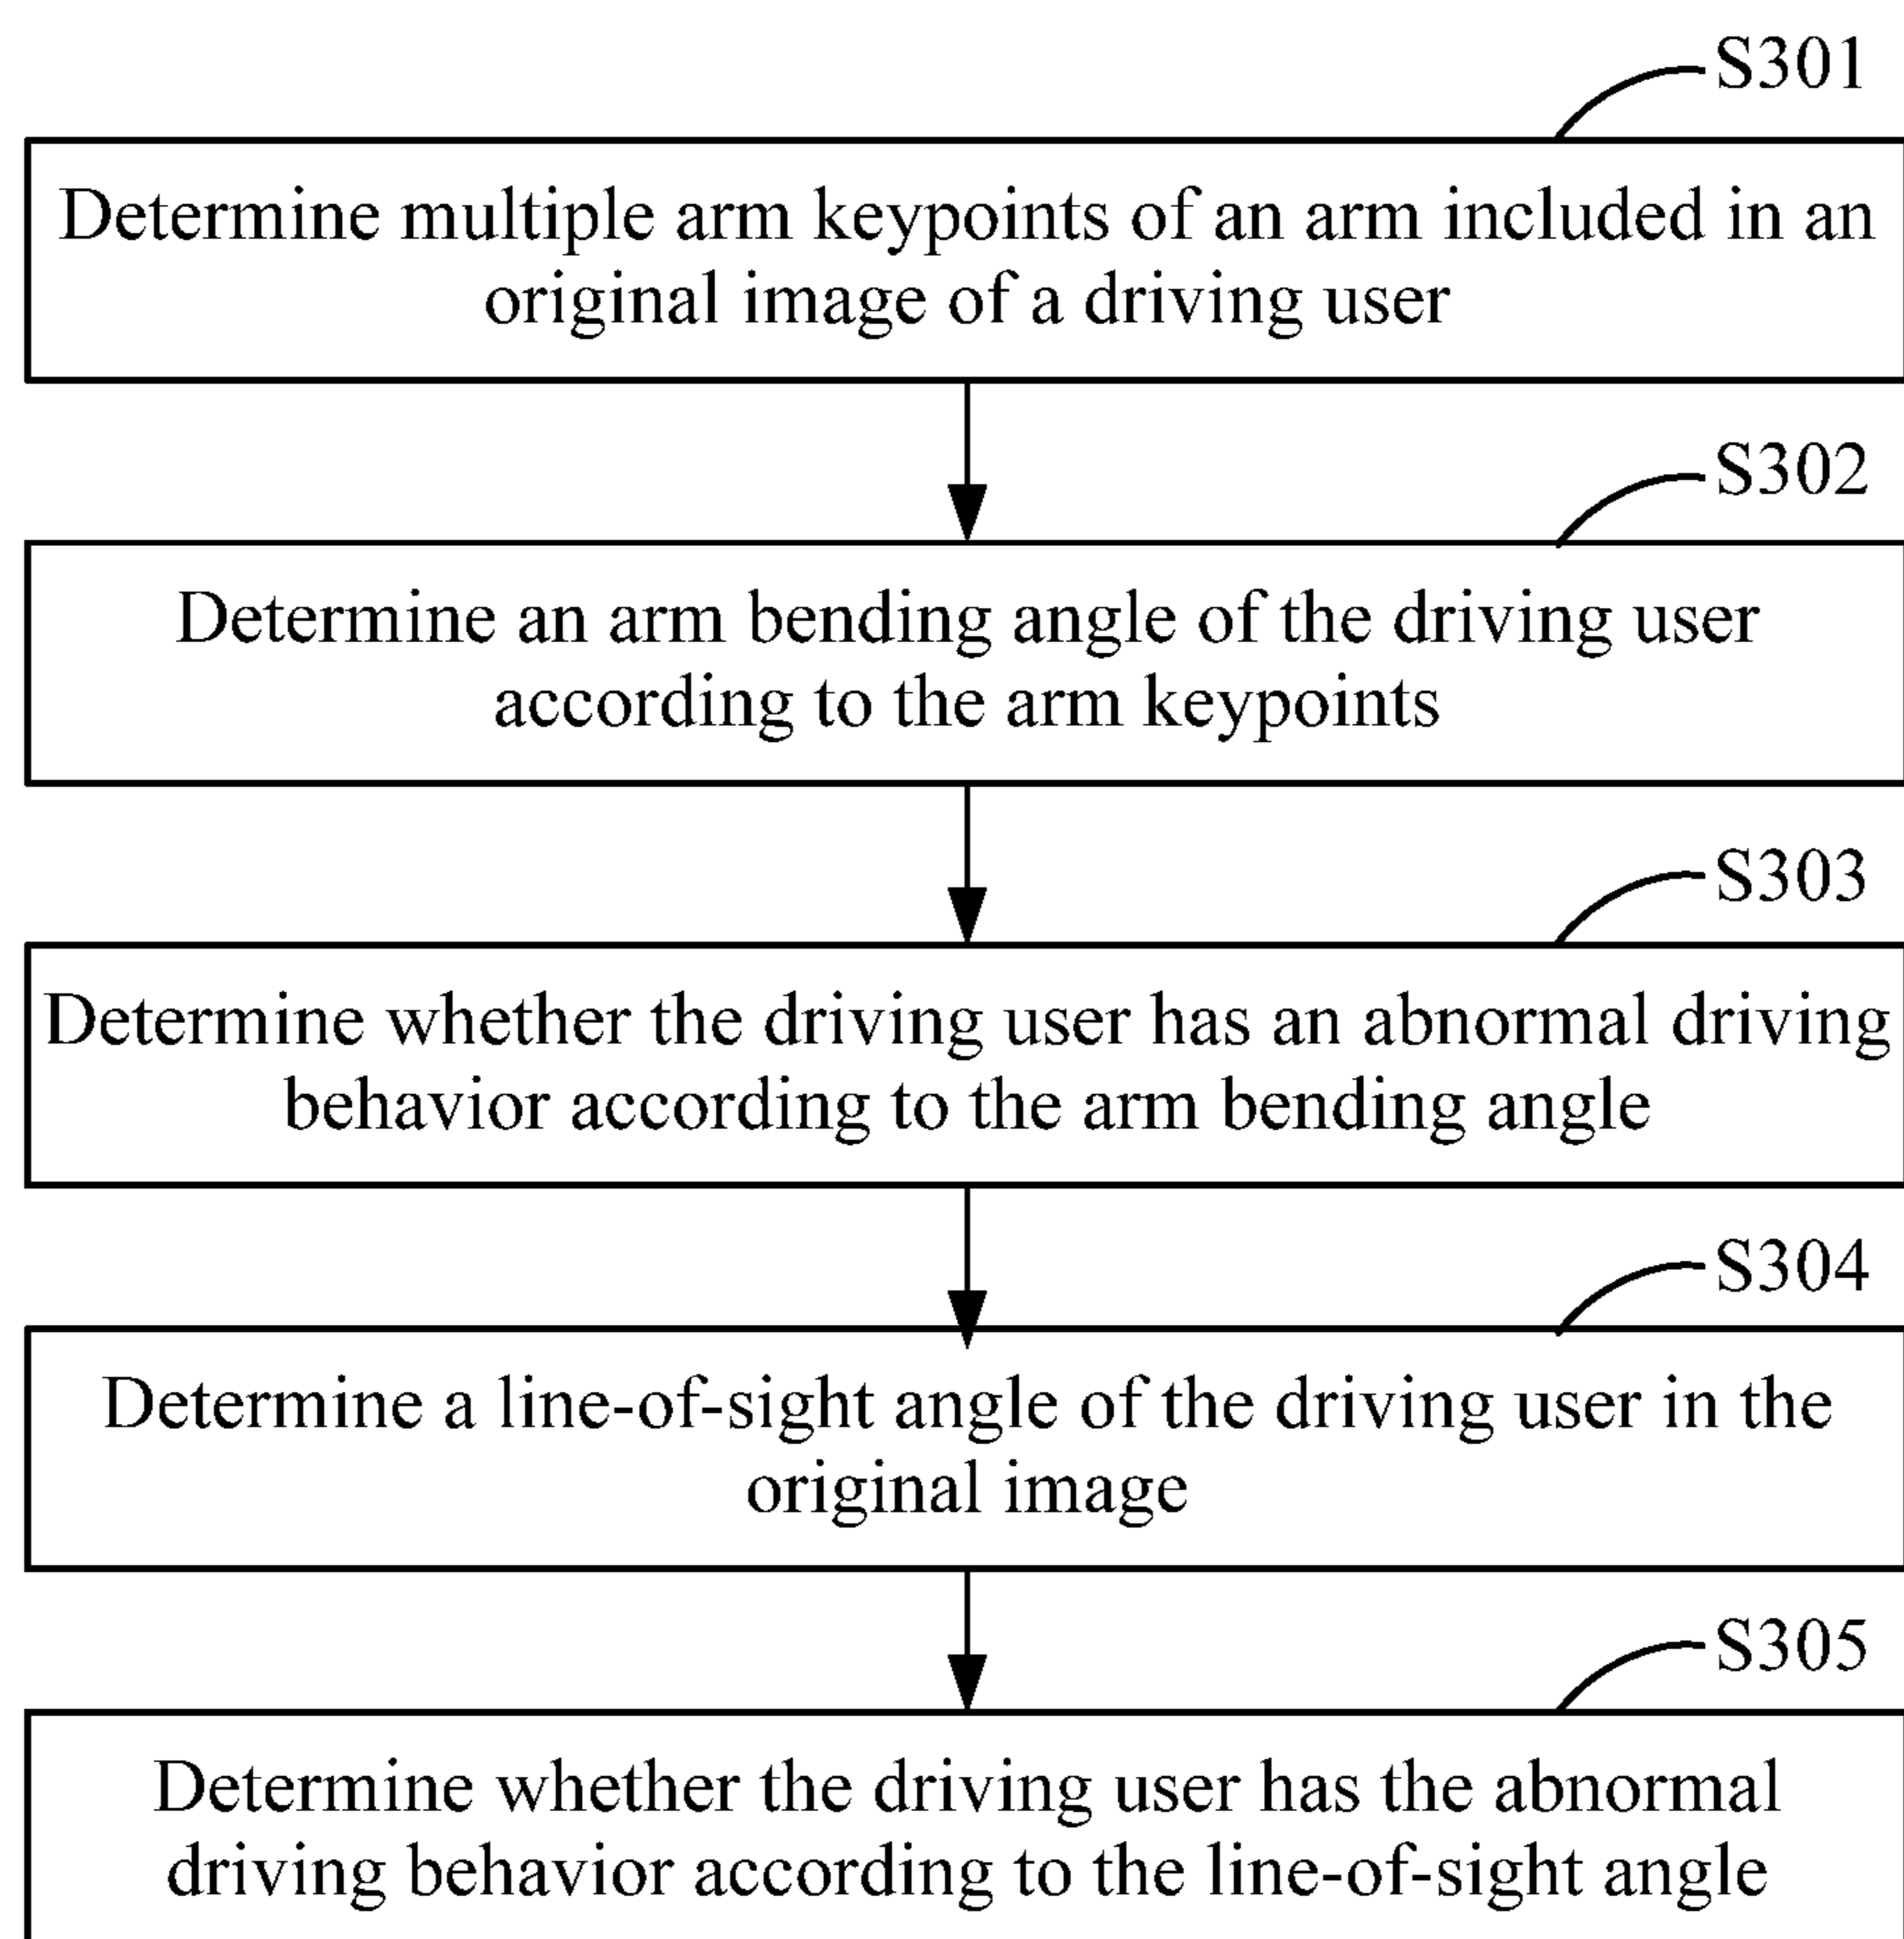 S301
Determine multiple arm keypoints of an arm included in an
original image of a driving user
S302
Determine an arm bending angle of the driving user
according to the arm keypoints
S303
Determine whether the driving user has an abnormal driving
behavior according to the arm bending angle
S304
Determine a line-of-sight angle of the driving user in the
original image
S305
Determine whether the driving user has the abnormal
driving behavior according to the line-of-sight angle